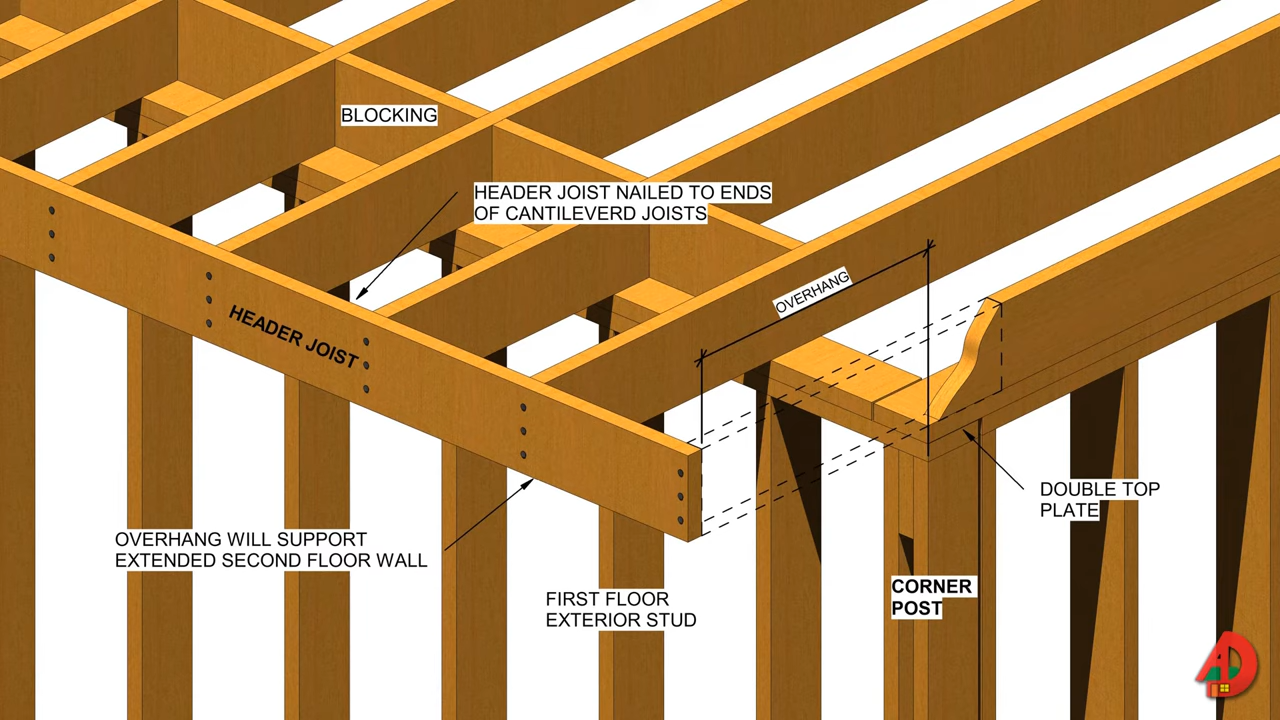 BLOCKING
HEADER JOIST NAILED TO ENDS
OF CANTILEVERD JOISTS
OVERHANG
HEADER JOIST
DOUBLE TOP
PLATE
OVERHANG WILL SUPPORT
EXTENDED SECOND FLOOR WALL
CORNER
POST
FIRST FLOOR
EXTERIOR STUD
AD